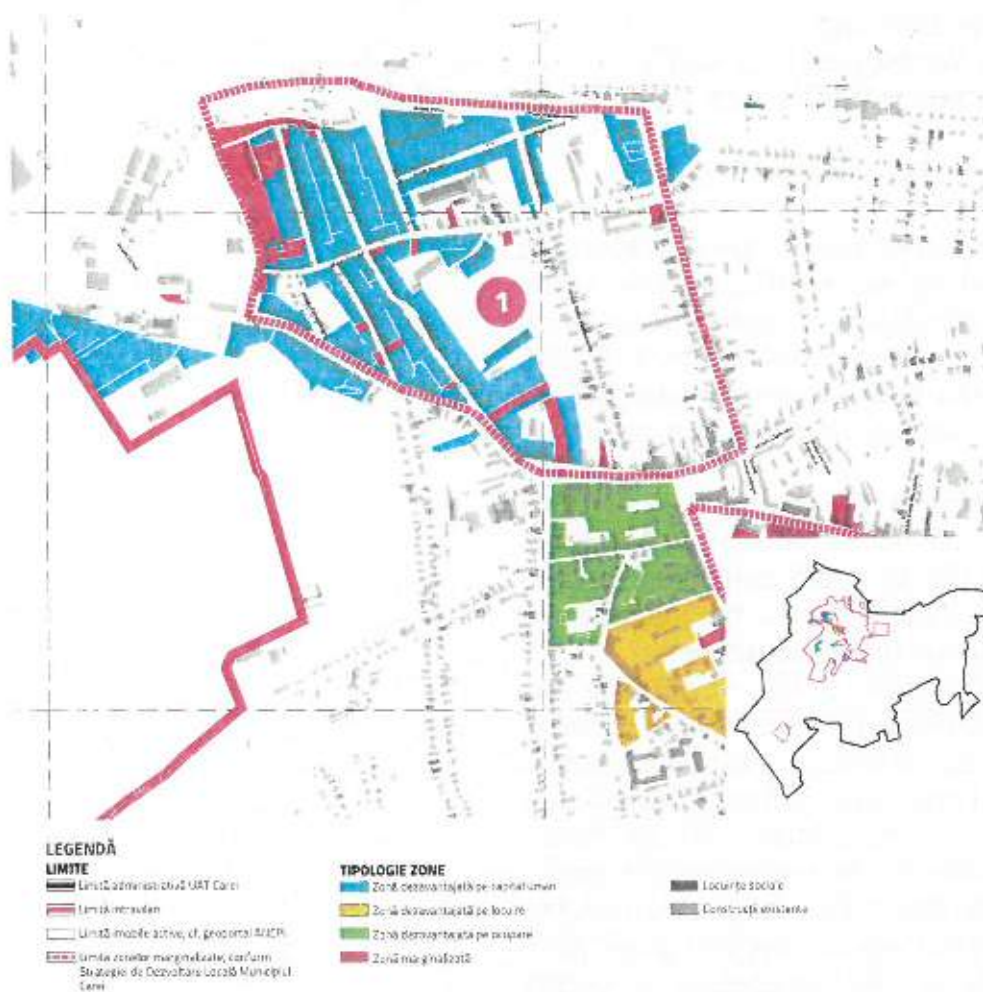 1
LEGENDĂ
LIMITE
Limită administrativă UAT Carei
Limită intravilan
Limită imobile active, cf. geoportal ANCPI
Limita zonelor marginalizate, conform
Strategiei de Dezvoltare Locală Municipiul
Carei
TIPOLOGIE ZONE
Zonă dezavantajată pe capital uman
Zonă dezavantajată pe locuire
Zonă dezavantajată pe ocupare
Zonă marginalizată
Locuințe sociale
Construcții existente